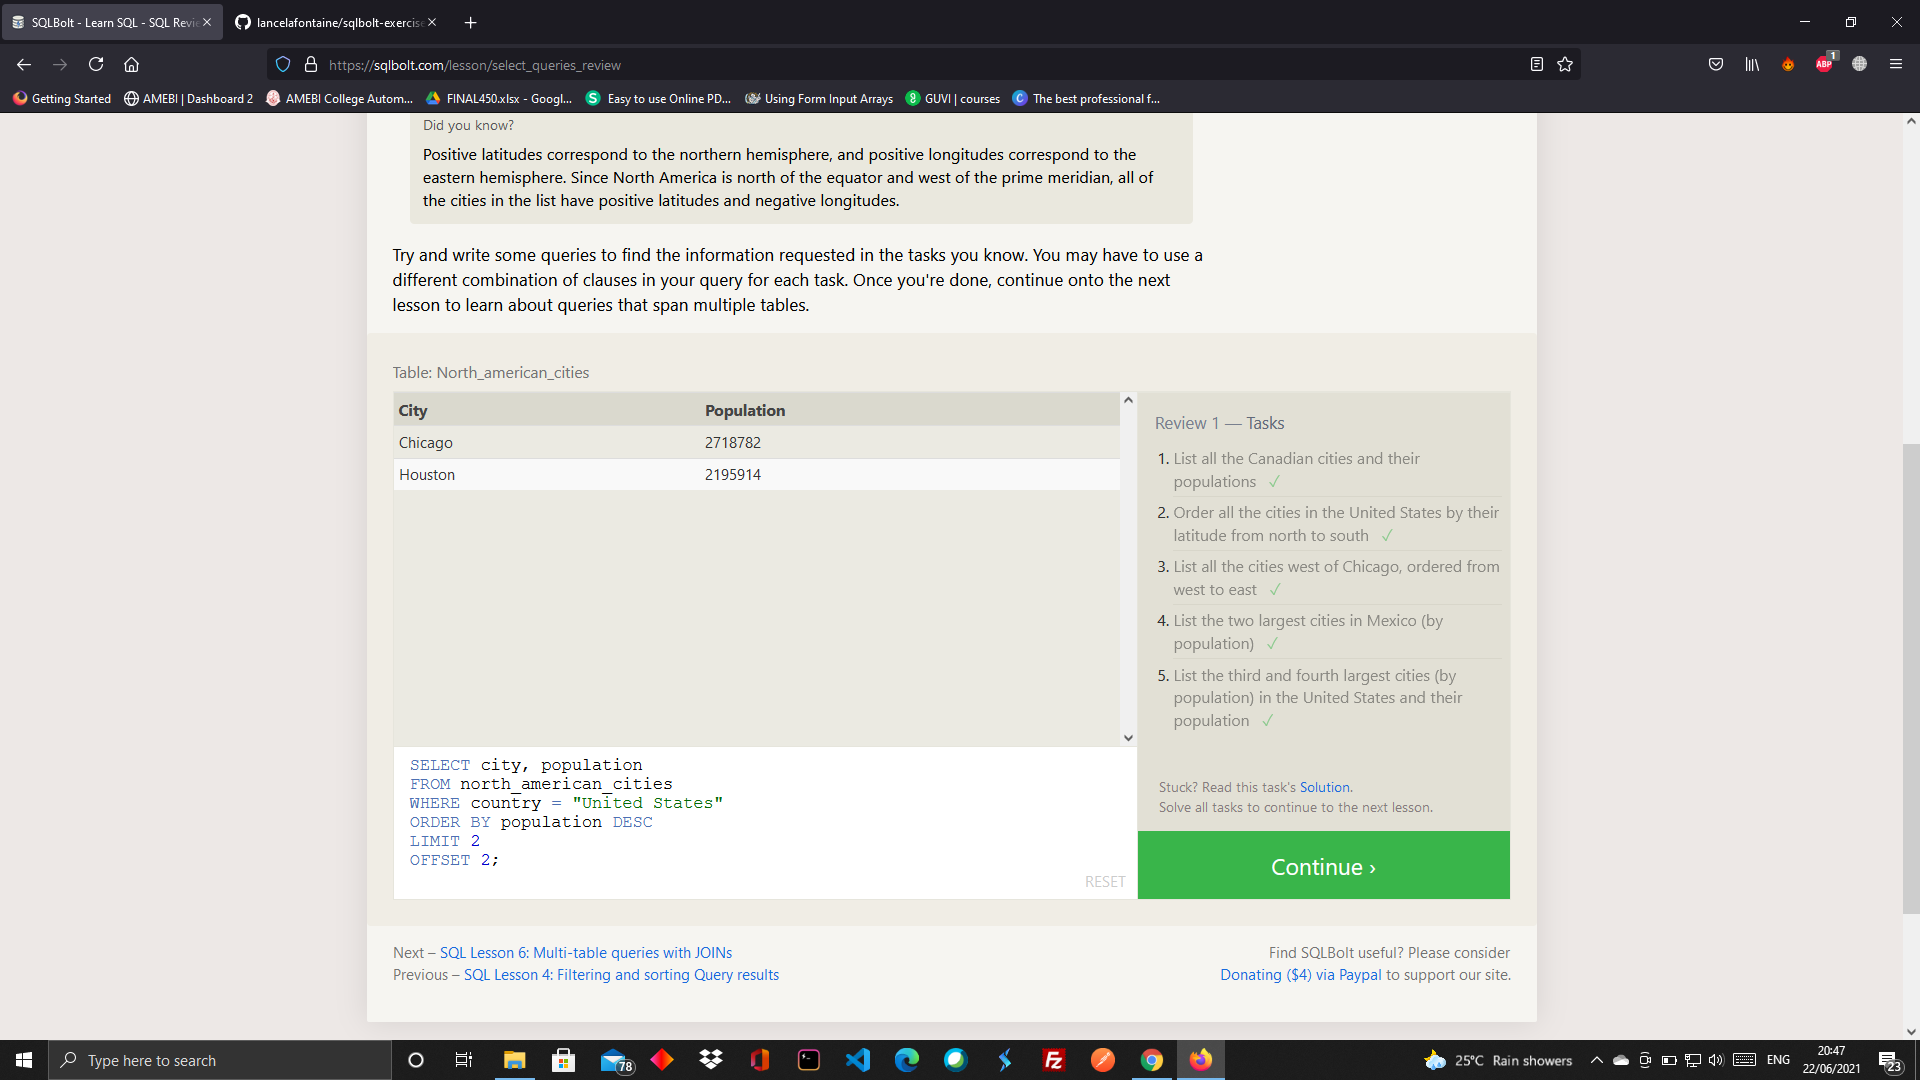 SQLBolt - Learn SQL - SQL Revie
lancelafontaine/sqlbolt-exercise
https://sqlbolt.com/lesson/select_queries_review
ABP
1
Getting Started
AMEBI | Dashboard 2
AMEBI College Autom...
FINAL450.xlsx - Googl...
Easy to use Online PD...
Using Form Input Arrays
GUVI | courses
The best professional f...
Did you know?
Positive latitudes correspond to the northern hemisphere, and positive longitudes correspond to the
eastern hemisphere. Since North America is north of the equator and west of the prime meridian, all of
the cities in the list have positive latitudes and negative longitudes.
Try and write some queries to find the information requested in the tasks you know. You may have to use a
different combination of clauses in your query for each task. Once you're done, continue onto the next
lesson to learn about queries that span multiple tables.
Table: North_american_cities
City Population
Chicago 2718782
Houston 2195914
SELECT city, population
FROM north_american_cities
WHERE country = "United States"
ORDER BY population DESC
LIMIT 2
OFFSET 2;
RESET
Review 1 — Tasks
1. List all the Canadian cities and their
populations ✓
2. Order all the cities in the United States by their
latitude from north to south ✓
3. List all the cities west of Chicago, ordered from
west to east ✓
4. List the two largest cities in Mexico (by
population) ✓
5. List the third and fourth largest cities (by
population) in the United States and their
population ✓
Stuck? Read this task's Solution.
Solve all tasks to continue to the next lesson.
Continue ›
Next – SQL Lesson 6: Multi-table queries with JOINs
Previous – SQL Lesson 4: Filtering and sorting Query results
Find SQLBolt useful? Please consider
Donating ($4) via Paypal to support our site.
Type here to search
78
25°C Rain showers
ENG
20:47
22/06/2021
23